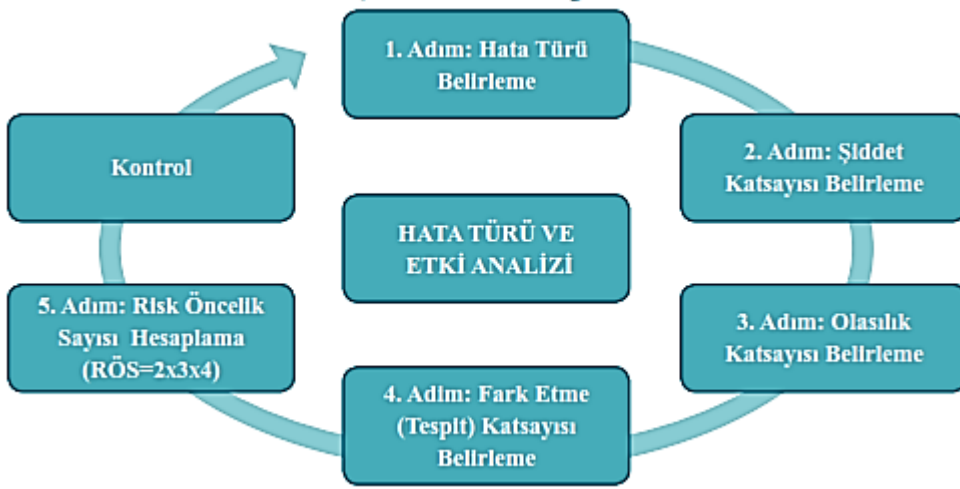 1. Adım: Hata Türü
Belirleme
2. Adım: Şiddet
Katsayısı Belirleme
3. Adım: Olasılık
Katsayısı Belirleme
4. Adim: Fark Etme
(Tespit) Katsayısı
Belirleme
5. Adım: Risk Öncelik
Sayısı Hesaplama
(RÖS=2x3x4)
Kontrol
HATA TÜRÜ VE
ETKİ ANALİZİ